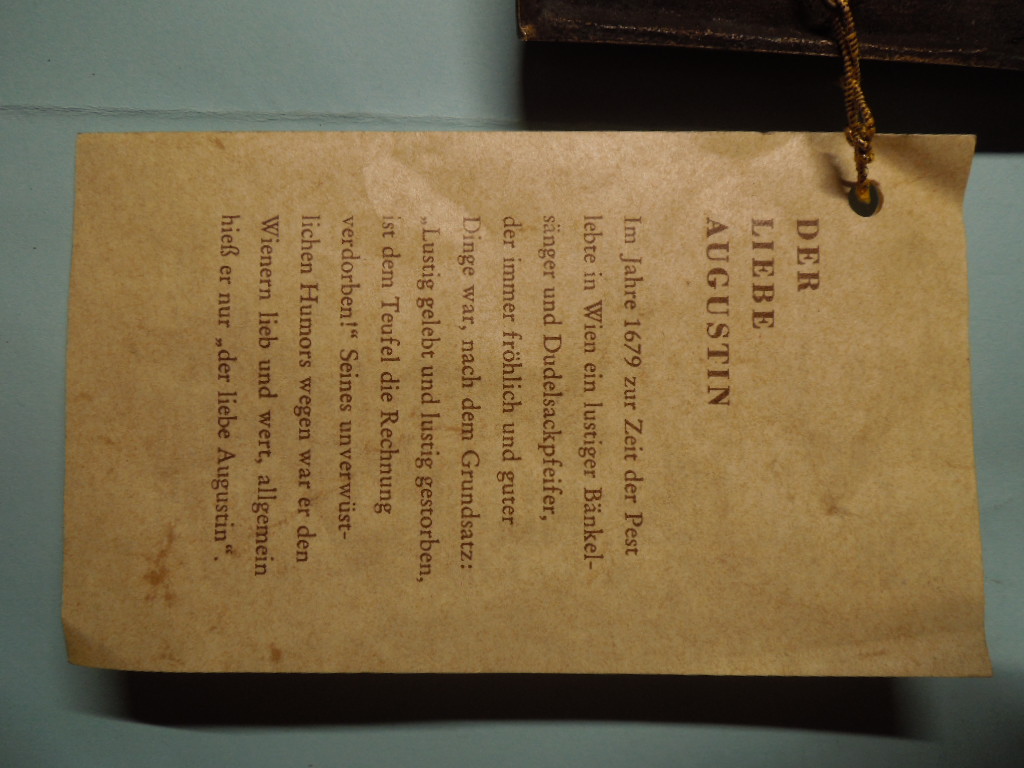 DER
LIEBE
AUGUSTIN
Im Jahre 1679 zur Zeit der Pest
lebte in Wien ein lustiger Bänkel-
sänger und Dudelsackpfeifer,
der immer fröhlich und guter
Dinge war, nach dem Grundsatz:
„Lustig gelebt und lustig gestorben,
ist dem Teufel die Rechnung
verdorben!“ Seines unverwüst-
lichen Humors wegen war er den
Wienern lieb und wert, allgemein
hieß er nur „der liebe Augustin“.